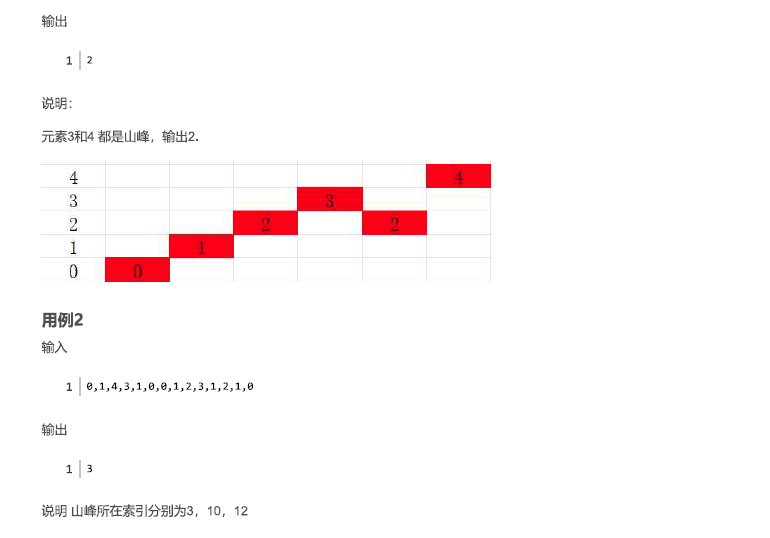 输出
1 2
说明：
元素3和4 都是山峰，输出2.
4 4
3 3
2 2 2
1 1
0 0
用例2
输入
1 0,1,4,3,1,0,0,1,2,3,1,2,1,0
输出
1 3
说明 山峰所在索引分别为3，10，12